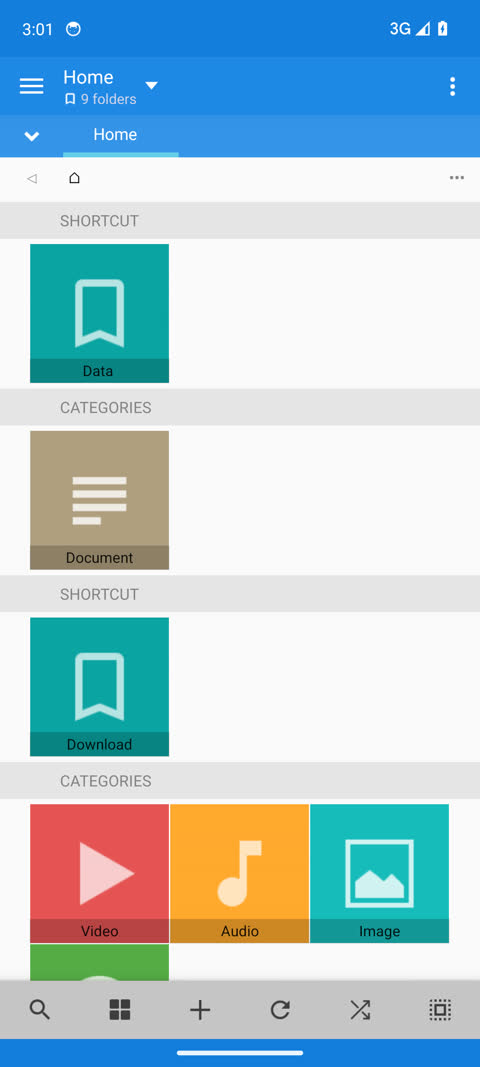 3:01
3G
Home
9 folders
Home
SHORTCUT
Data
CATEGORIES
Document
SHORTCUT
Download
CATEGORIES
Video
Audio
Image